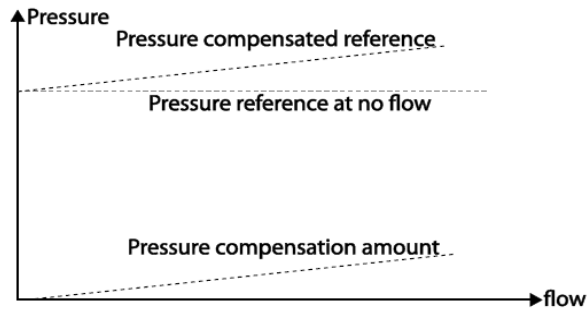 Pressure
Pressure compensated reference
Pressure reference at no flow
Pressure compensation amount
flow